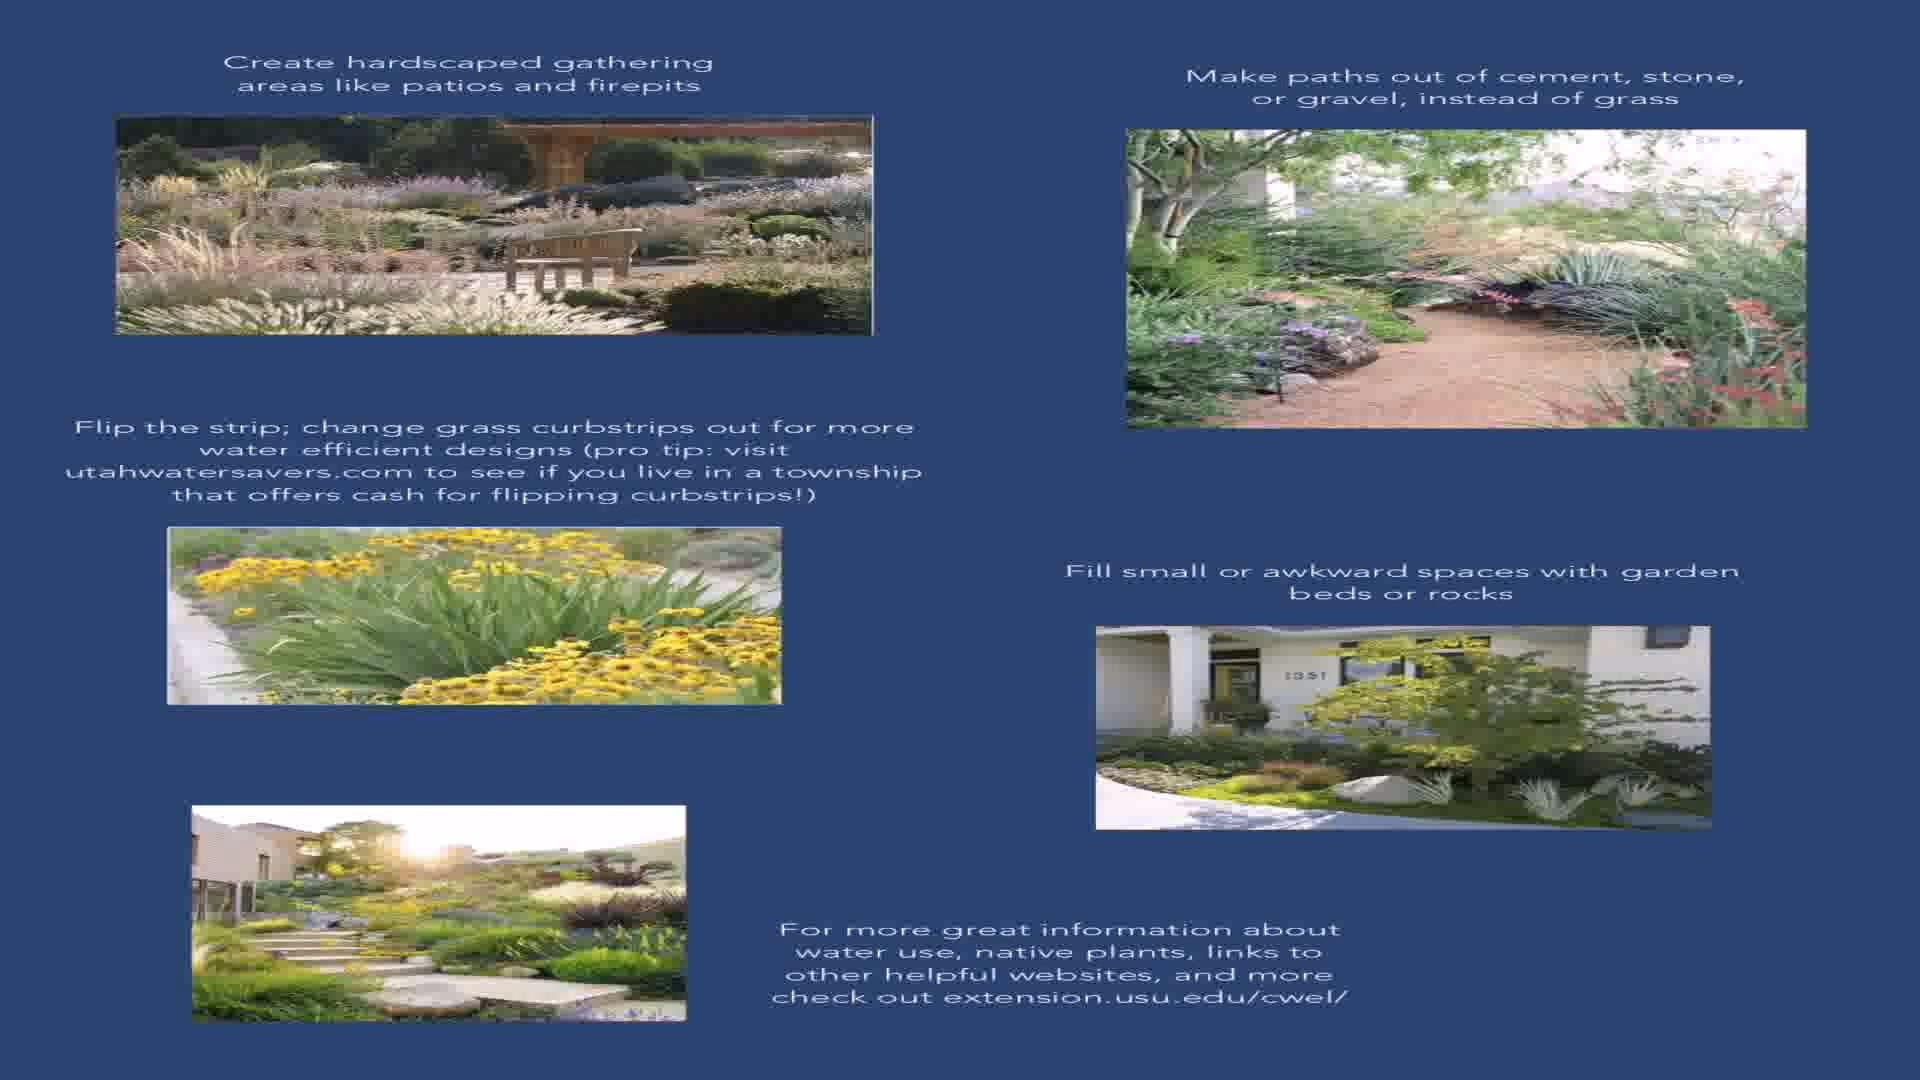 Create hardscaped gathering
areas like patios and firepits
Make paths out of cement, stone,
or gravel, instead of grass
Flip the strip; change grass curbstrips out for more
water efficient designs (pro tip: visit
utahwatersavers.com to see if you live in a township
that offers cash for flipping curbstrips!)
Fill small or awkward spaces with garden
beds or rocks
1351
For more great information about
water use, native plants, links to
other helpful websites, and more
check out extension.usu.edu/cwel/